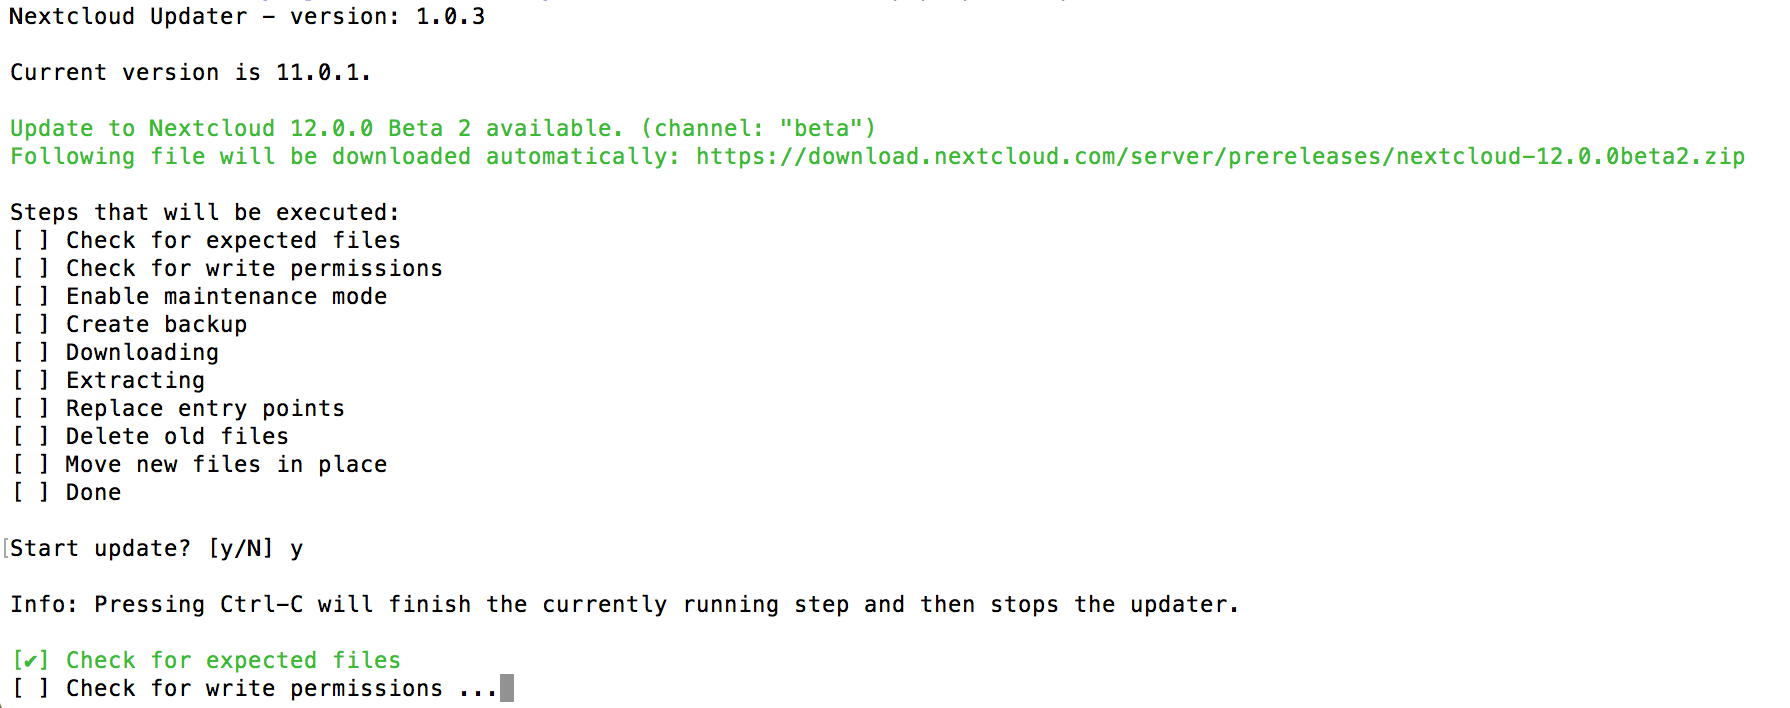 Nextcloud Updater - version: 1.0.3
Current version is 11.0.1.
Update to Nextcloud 12.0.0 Beta 2 available. (channel: "beta")
Following file will be downloaded automatically: https://download.nextcloud.com/server/prereleases/nextcloud-12.0.0beta2.zip
Steps that will be executed:
[ ] Check for expected files
[ ] Check for write permissions
[ ] Enable maintenance mode
[ ] Create backup
[ ] Downloading
[ ] Extracting
[ ] Replace entry points
[ ] Delete old files
[ ] Move new files in place
[ ] Done
[Start update? [y/N] y
Info: Pressing Ctrl-C will finish the currently running step and then stops the updater.
[✔] Check for expected files
[ ] Check for write permissions ...